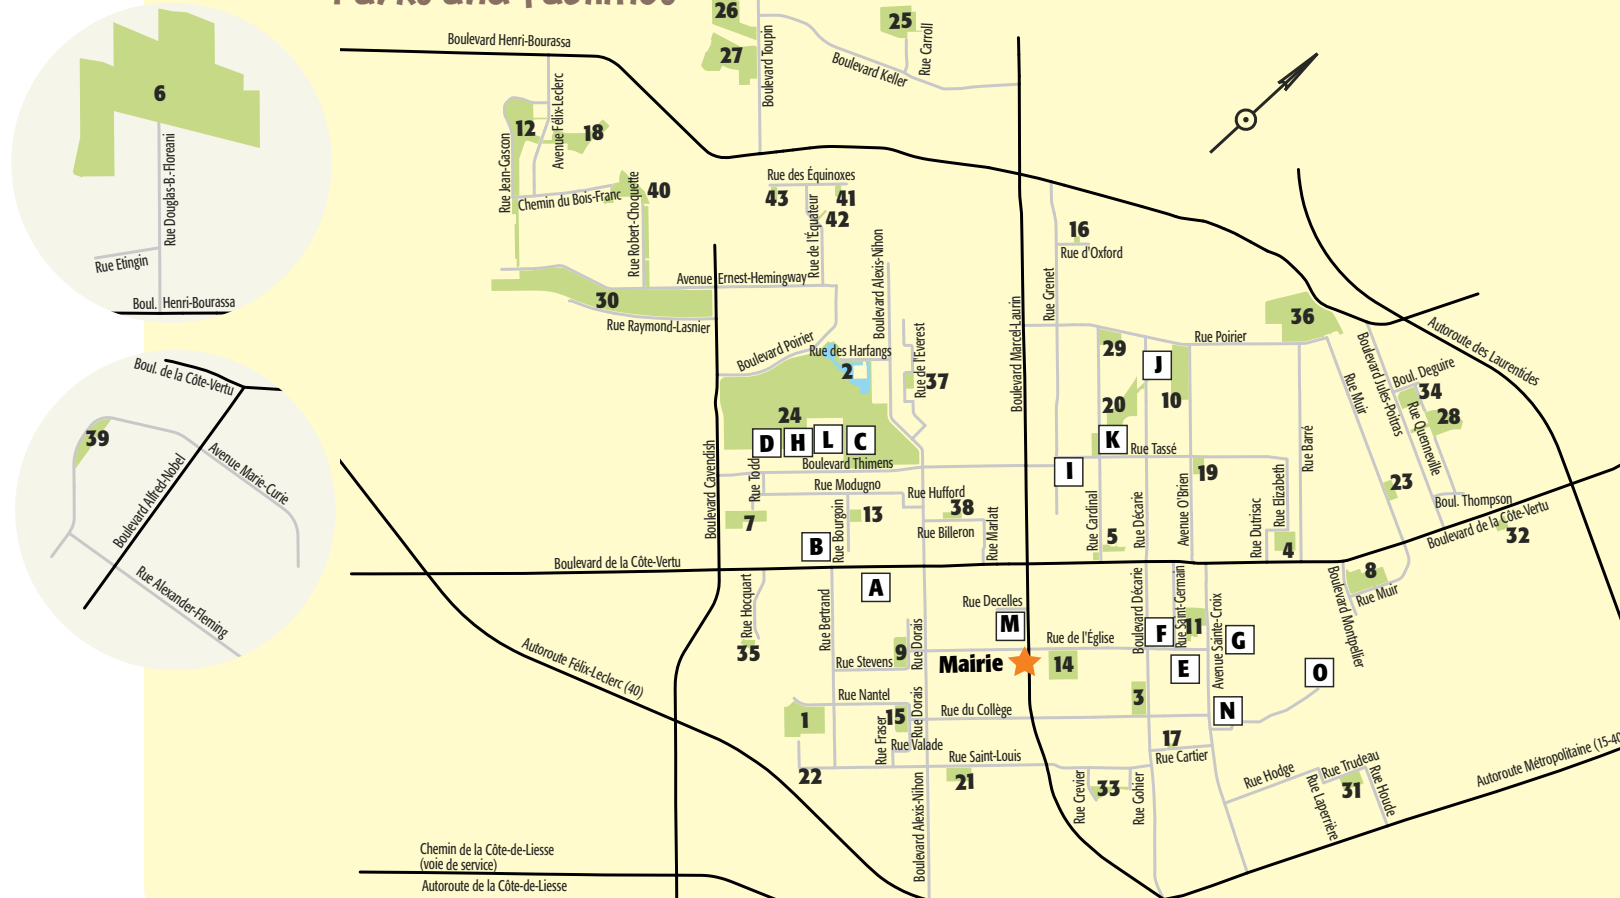 Parks and Pastimes
26
25
27
Boulevard Toupin
Rue Carroll
Boulevard Keller
Boulevard Henri-Bourassa
6
Rue Douglas-B.-Floreani
Rue Etingin
Boul. Henri-Bourassa
12
Avenue Félix-Leclerc
18
Rue Jean-Gascon
Chemin du Bois-Franc
Rue Robert-Choquette
40
Rue des Équinoxes
43
41
42
Rue de l'Équateur
Boulevard Alexis-Nihon
16
Rue d'Oxford
Rue Grenet
Avenue Ernest-Hemingway
30
Rue Raymond-Lasnier
Boulevard Marcel-Laurin
36
Autoroute des Laurentides
Boulevard Poirier
Rue des Harfangs
2
Rue de l'Everest
37
29
J
Rue Poirier
10
20
Boulevard Jules-Poitras
Boul. Deguire
34
28
Rue Muir
Rue Quenneville
24
D
H
L
C
Boulevard Thimens
K
Rue Tassé
I
19
Rue Barré
23
Boul. Thompson
Boulevard de la Côte-Vertu
32
Boul. de la Côte-Vertu
39
Avenue Marie-Curie
Boulevard Alfred-Nobel
Rue Alexander-Fleming
Boulevard Cavendish
Rue Todd
Rue Modugno
Rue Hufford
38
7
Rue Bourgoin
13
Rue Billeron
Rue Marlatt
B
Rue Cardinal
5
Rue Décarie
Avenue O'Brien
Rue Dutrisac
Rue Elizabeth
4
Boulevard de la Côte-Vertu
A
Rue Hocquart
35
Rue Bertrand
Rue Decelles
M
Mairie
14
Rue de l'Église
Boulevard Décarie
F
Rue Saint-Germain
11
E
Avenue Sainte-Croix
G
8
Rue Muir
Boulevard Montpellier
O
N
9
Rue Dorais
Rue Stevens
Rue Nantel
1
15
Rue Dorais
Rue Fraser
Rue Valade
Rue du Collège
3
22
Rue Saint-Louis
21
17
Rue Cartier
Rue Crevier
33
Rue Gohier
Boulevard Alexis-Nihon
Rue Hodge
Rue Trudeau
31
Rue Laperrière
Rue Houde
Autoroute Métropolitaine (15-40
Autoroute Félix-Leclerc (40)
Chemin de la Côte-de-Liesse
(voie de service)
Autoroute de la Côte-de-Liesse